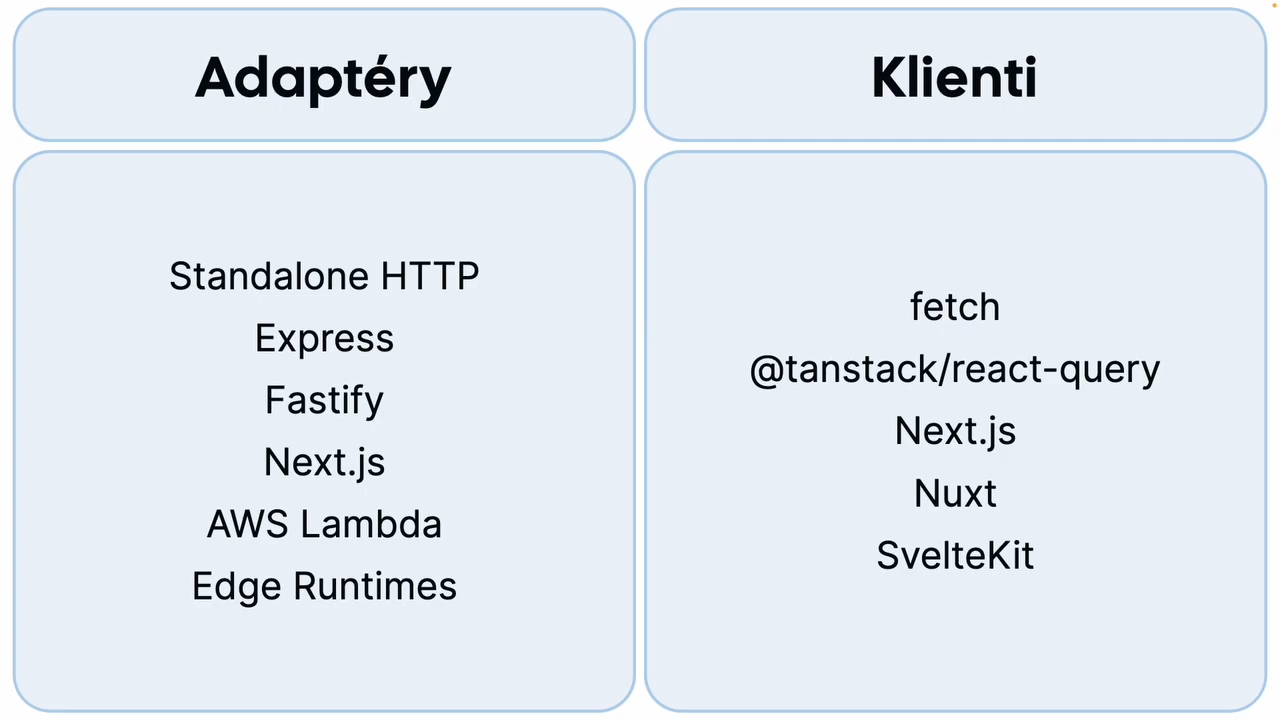 Adaptéry
Standalone HTTP
Express
Fastify
Next.js
AWS Lambda
Edge Runtimes
Klienti
fetch
@tanstack/react-query
Next.js
Nuxt
SvelteKit